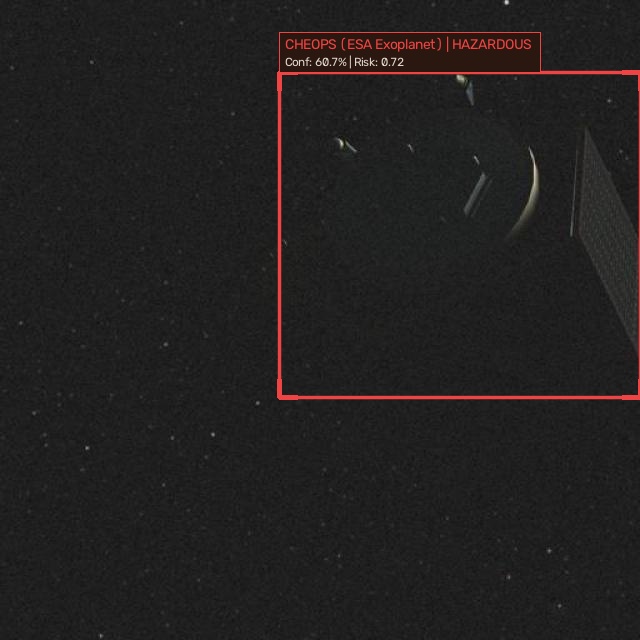 CHEOPS (ESA Exoplanet) | HAZARDOUS
Conf: 60.7% | Risk: 0.72